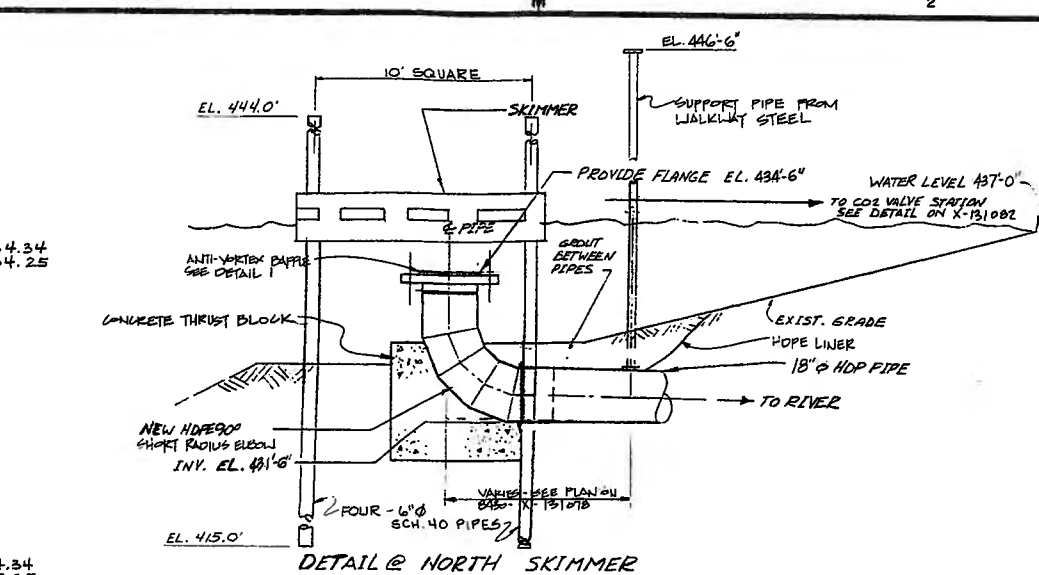 2
EL. 446'-6"
10' SQUARE
EL. 444.0'
SKIMMER
SUPPORT PIPE FROM
WALKWAY STEEL
PROVIDE FLANGE EL. 434'-6"
WATER LEVEL 437'-0"
TO CO2 VALVE STATION
SEE DETAIL ON X-131082
℄ PIPE
4.34
4.25
ANTI-VORTEX BAFFLE
SEE DETAIL 1
GROUT
BETWEEN
PIPES
CONCRETE THRUST BLOCK
EXIST. GRADE
HDPE LINER
18" ⌀ HDP PIPE
TO RIVER
NEW HDPE 90°
SHORT RADIUS ELBOW
INV. EL. 431'-6"
VARIES - SEE PLAN ON
X-131078
FOUR - 6" ⌀
SCH. 40 PIPES
EL. 415.0'
DETAIL @ NORTH SKIMMER
4.34